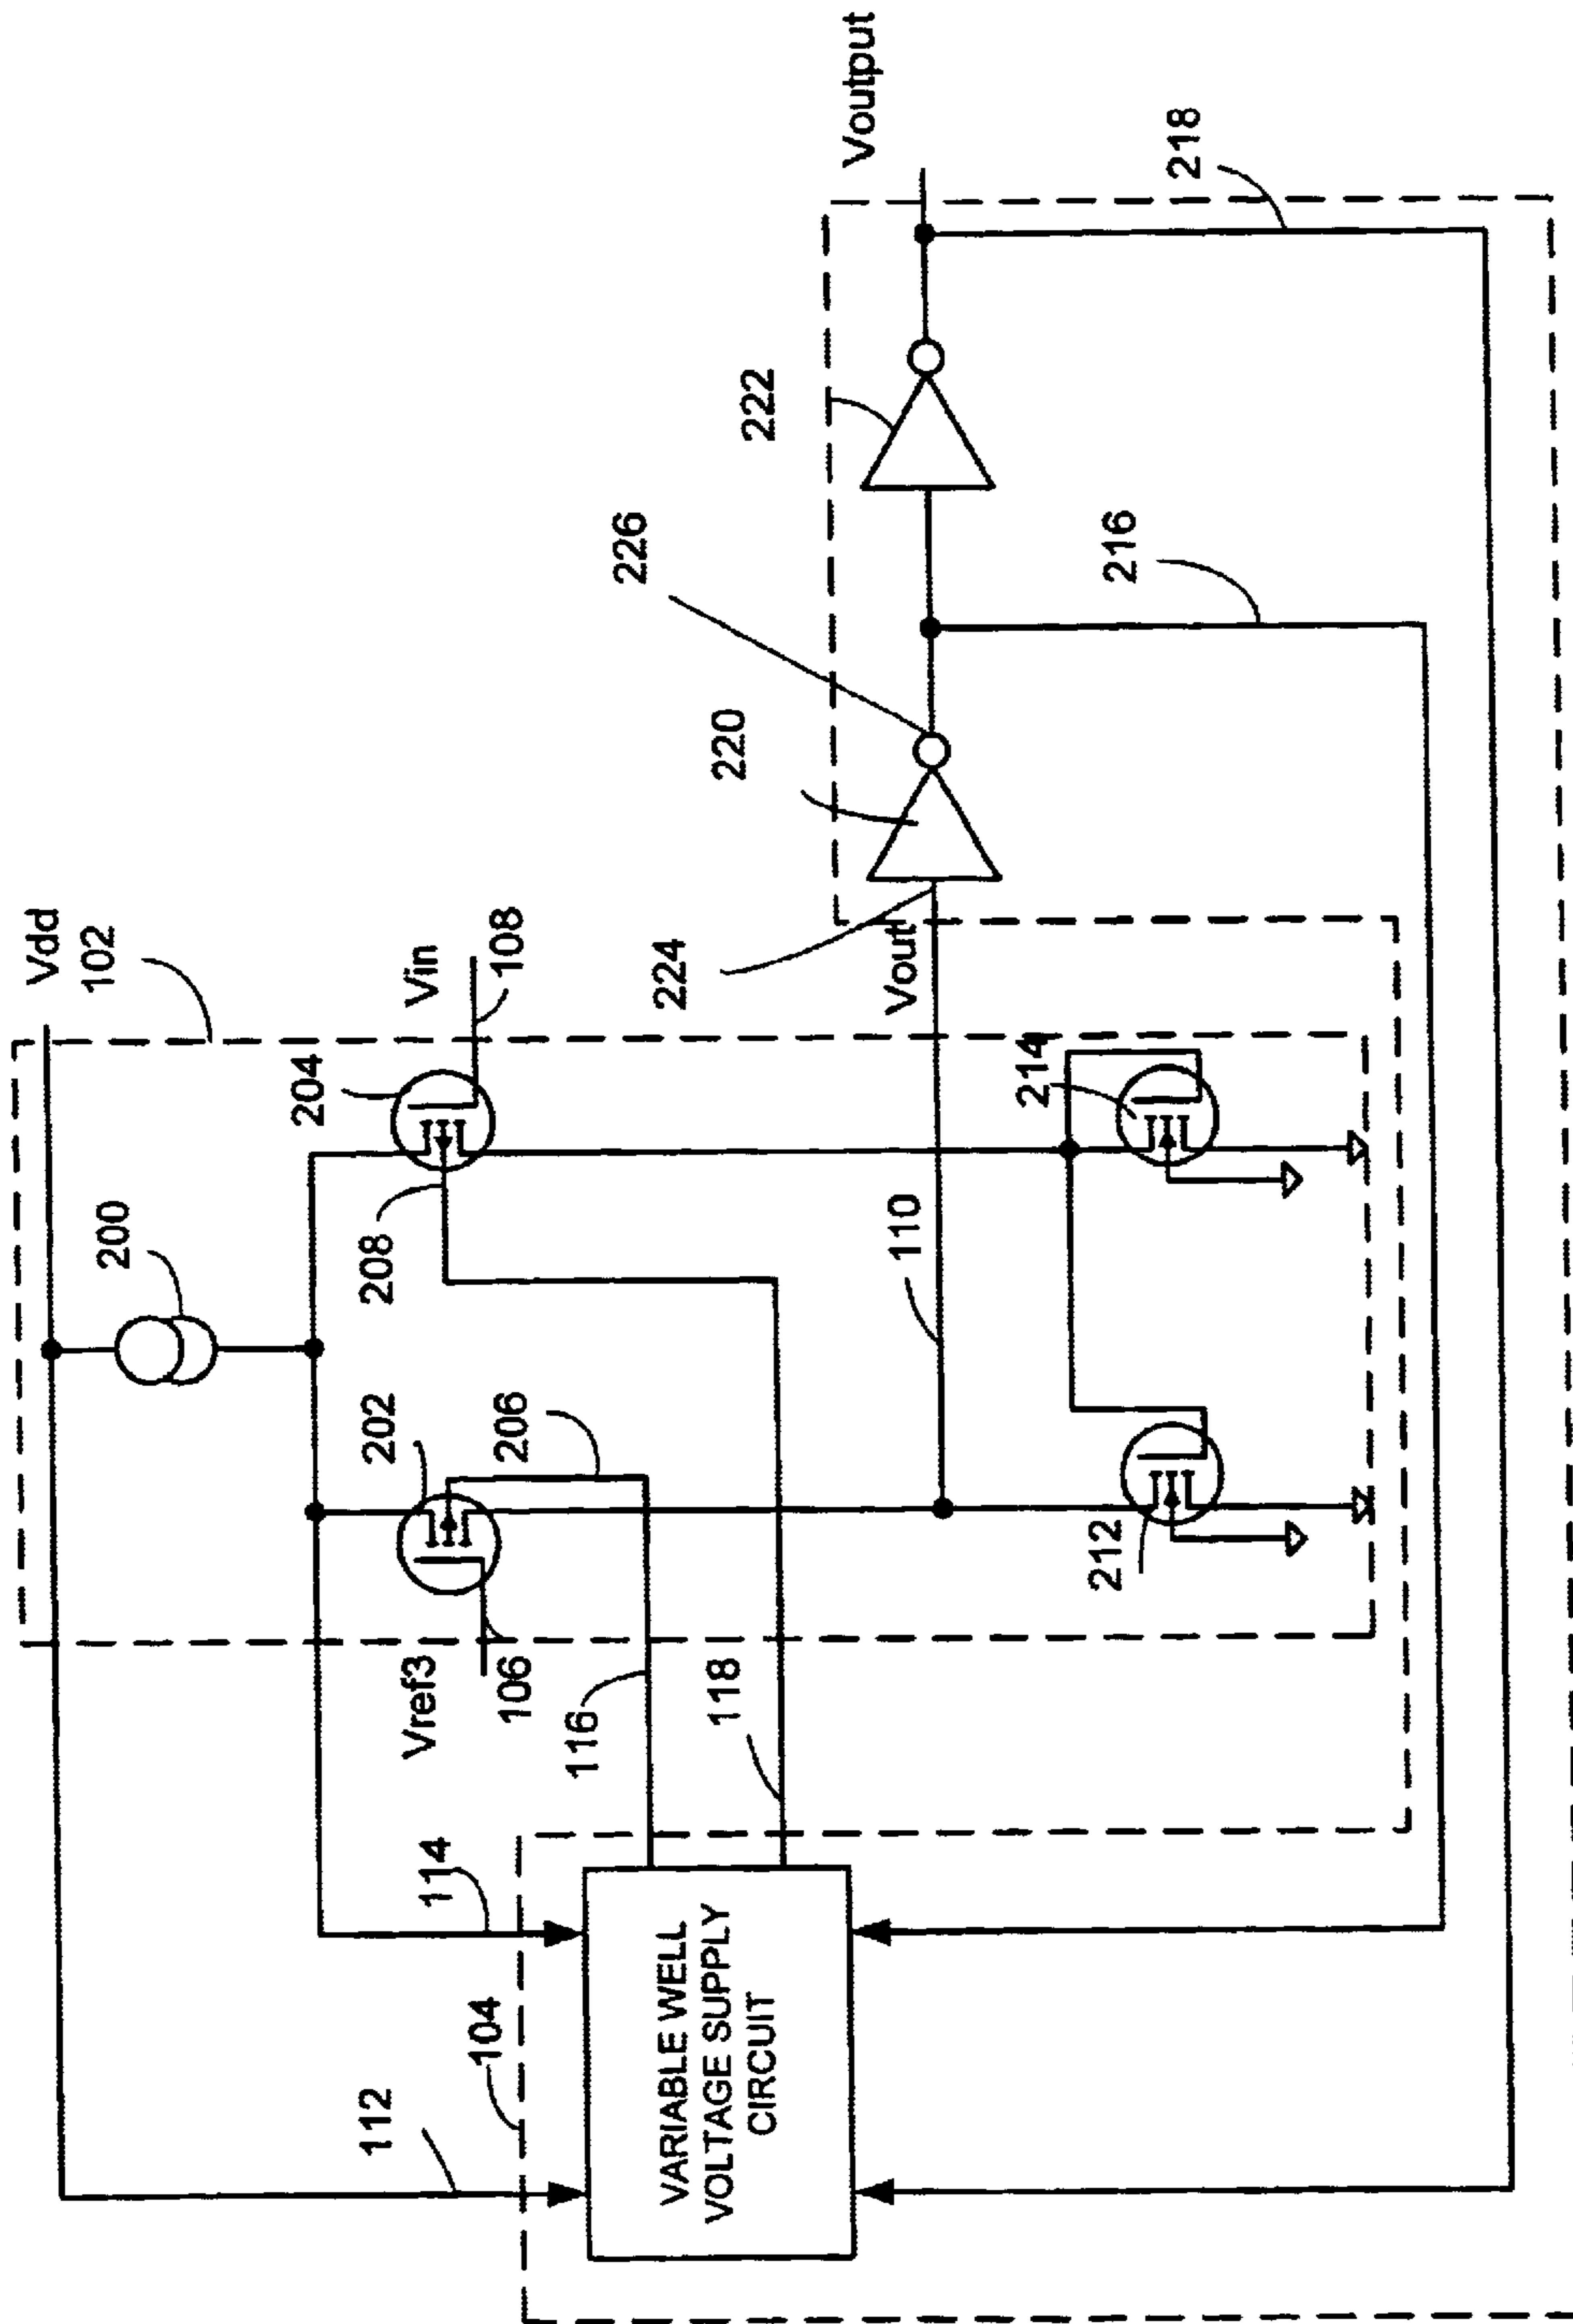 Vdd
102
200
204
Vin
108
202
208
206
Vref3
106
116
114
112
118
104
VARIABLE WELL
VOLTAGE SUPPLY
CIRCUIT
110
Vout
224
212
214
220
226
222
216
218
Voutput